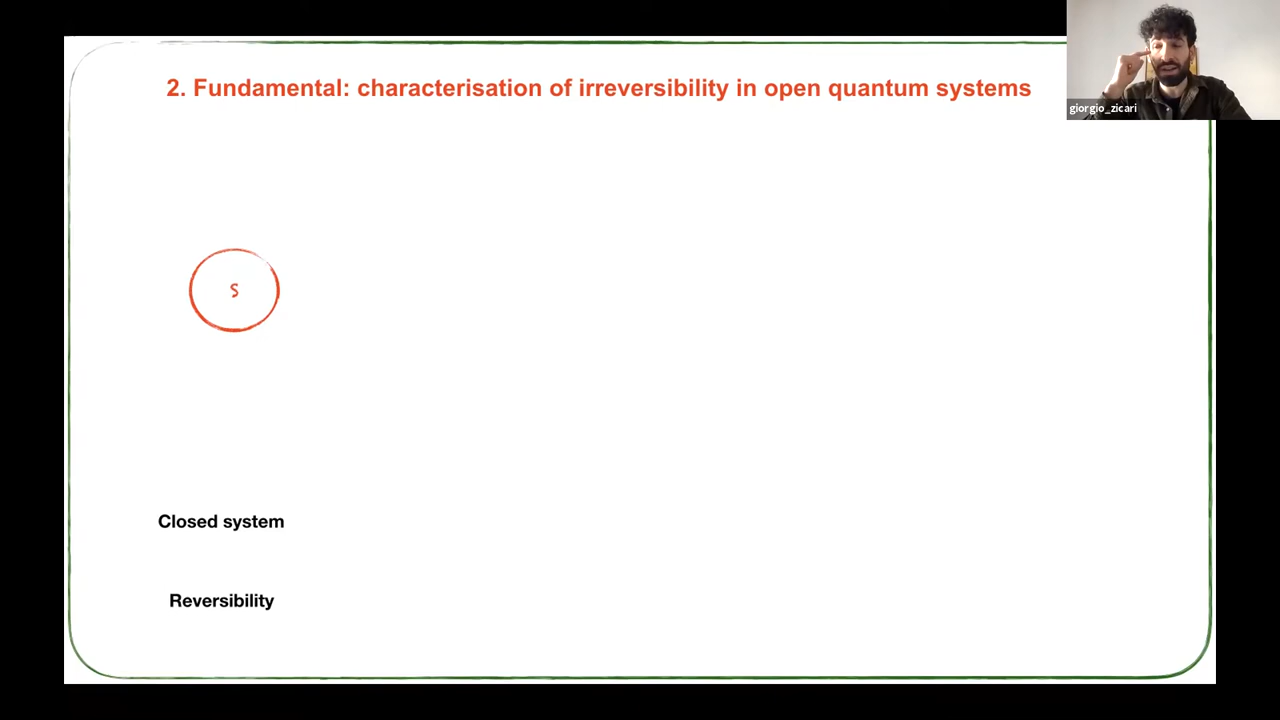 2. Fundamental: characterisation of irreversibility in open quantum systems
giorgio_zicari
S
Closed system
Reversibility